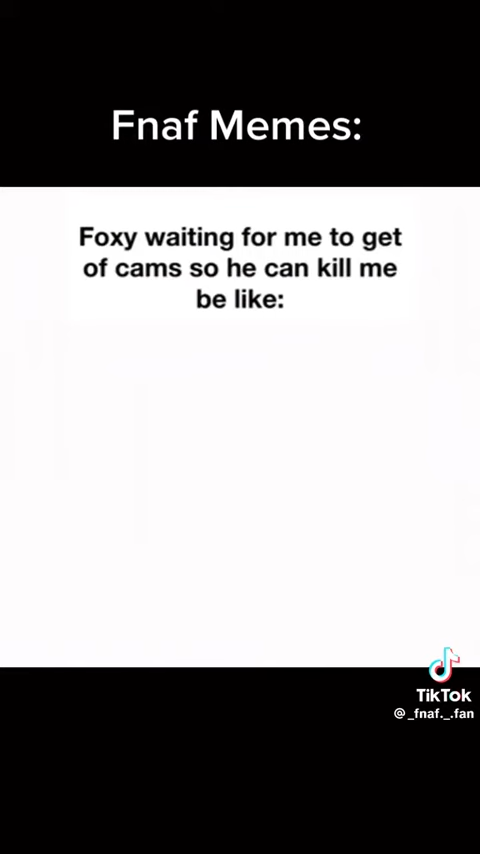 Fnaf Memes:
Foxy waiting for me to get
of cams so he can kill me
be like:
TikTok
@_fnaf._.fan